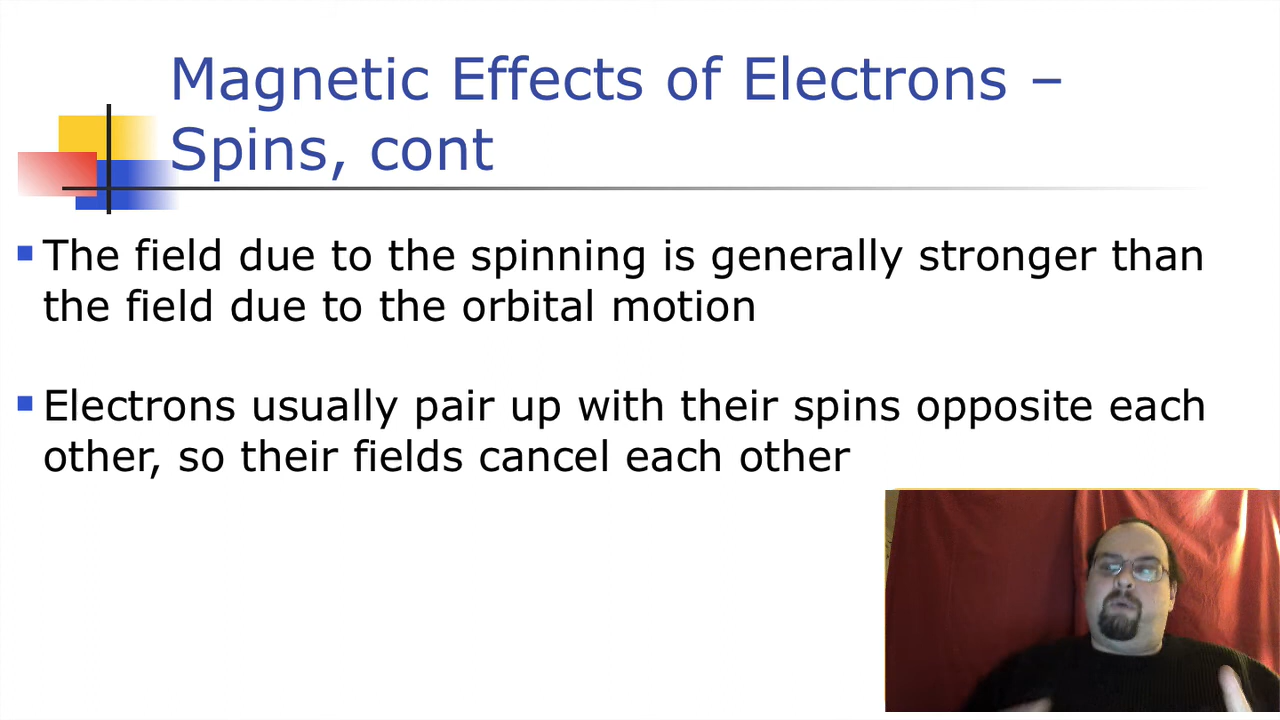 Magnetic Effects of Electrons –
Spins, cont
The field due to the spinning is generally stronger than
the field due to the orbital motion
Electrons usually pair up with their spins opposite each
other, so their fields cancel each other